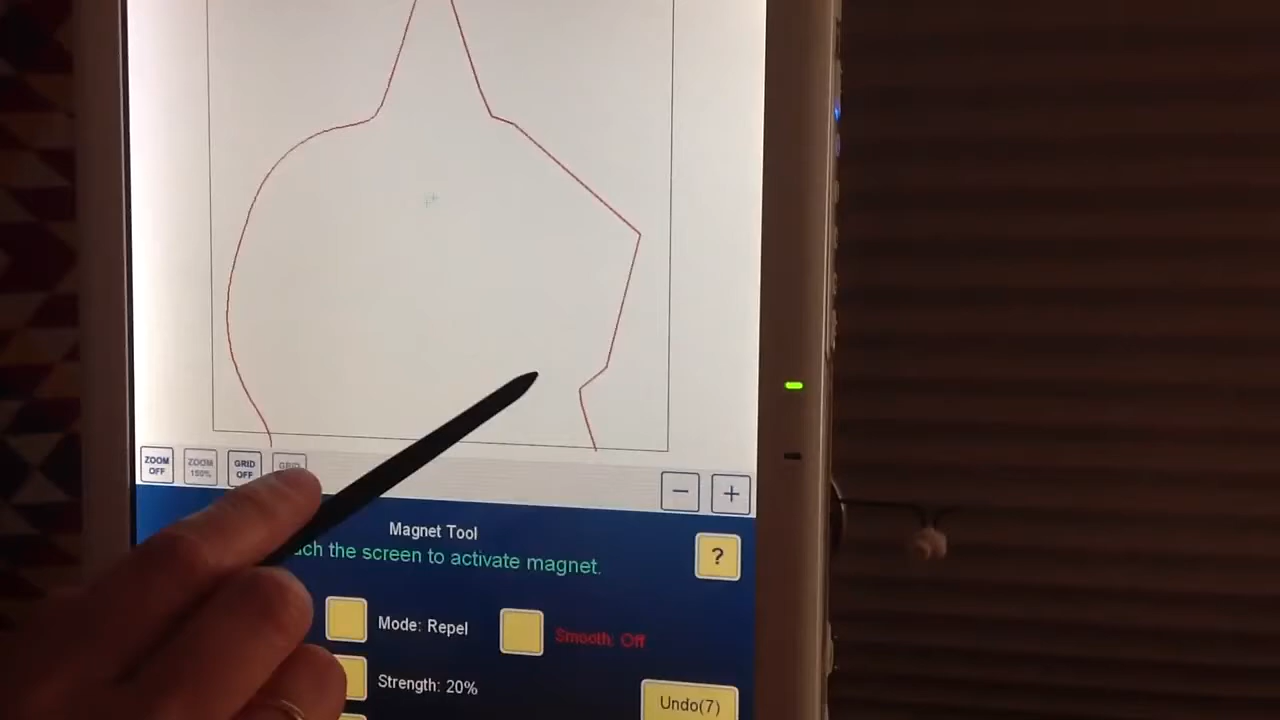 ZOOM OFF
ZOOM 150%
GRID OFF
GRID
− +
Magnet Tool
the screen to activate magnet.
?
Mode: Repel
Smooth: Off
Strength: 20%
Undo(7)